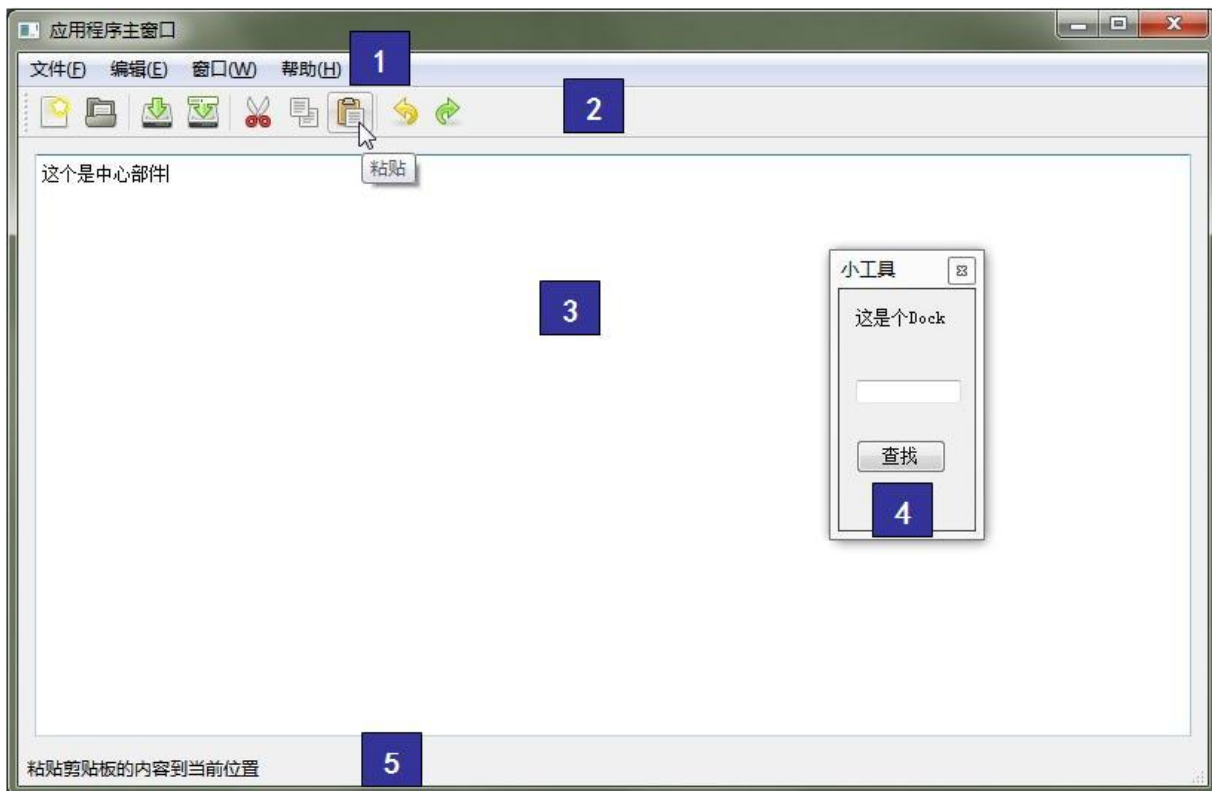 应用程序主窗口
文件(F) 编辑(E) 窗口(W) 帮助(H)
1
2
粘贴
这个是中心部件
3
小工具
这是个Dock
查找
4
粘贴剪贴板的内容到当前位置
5